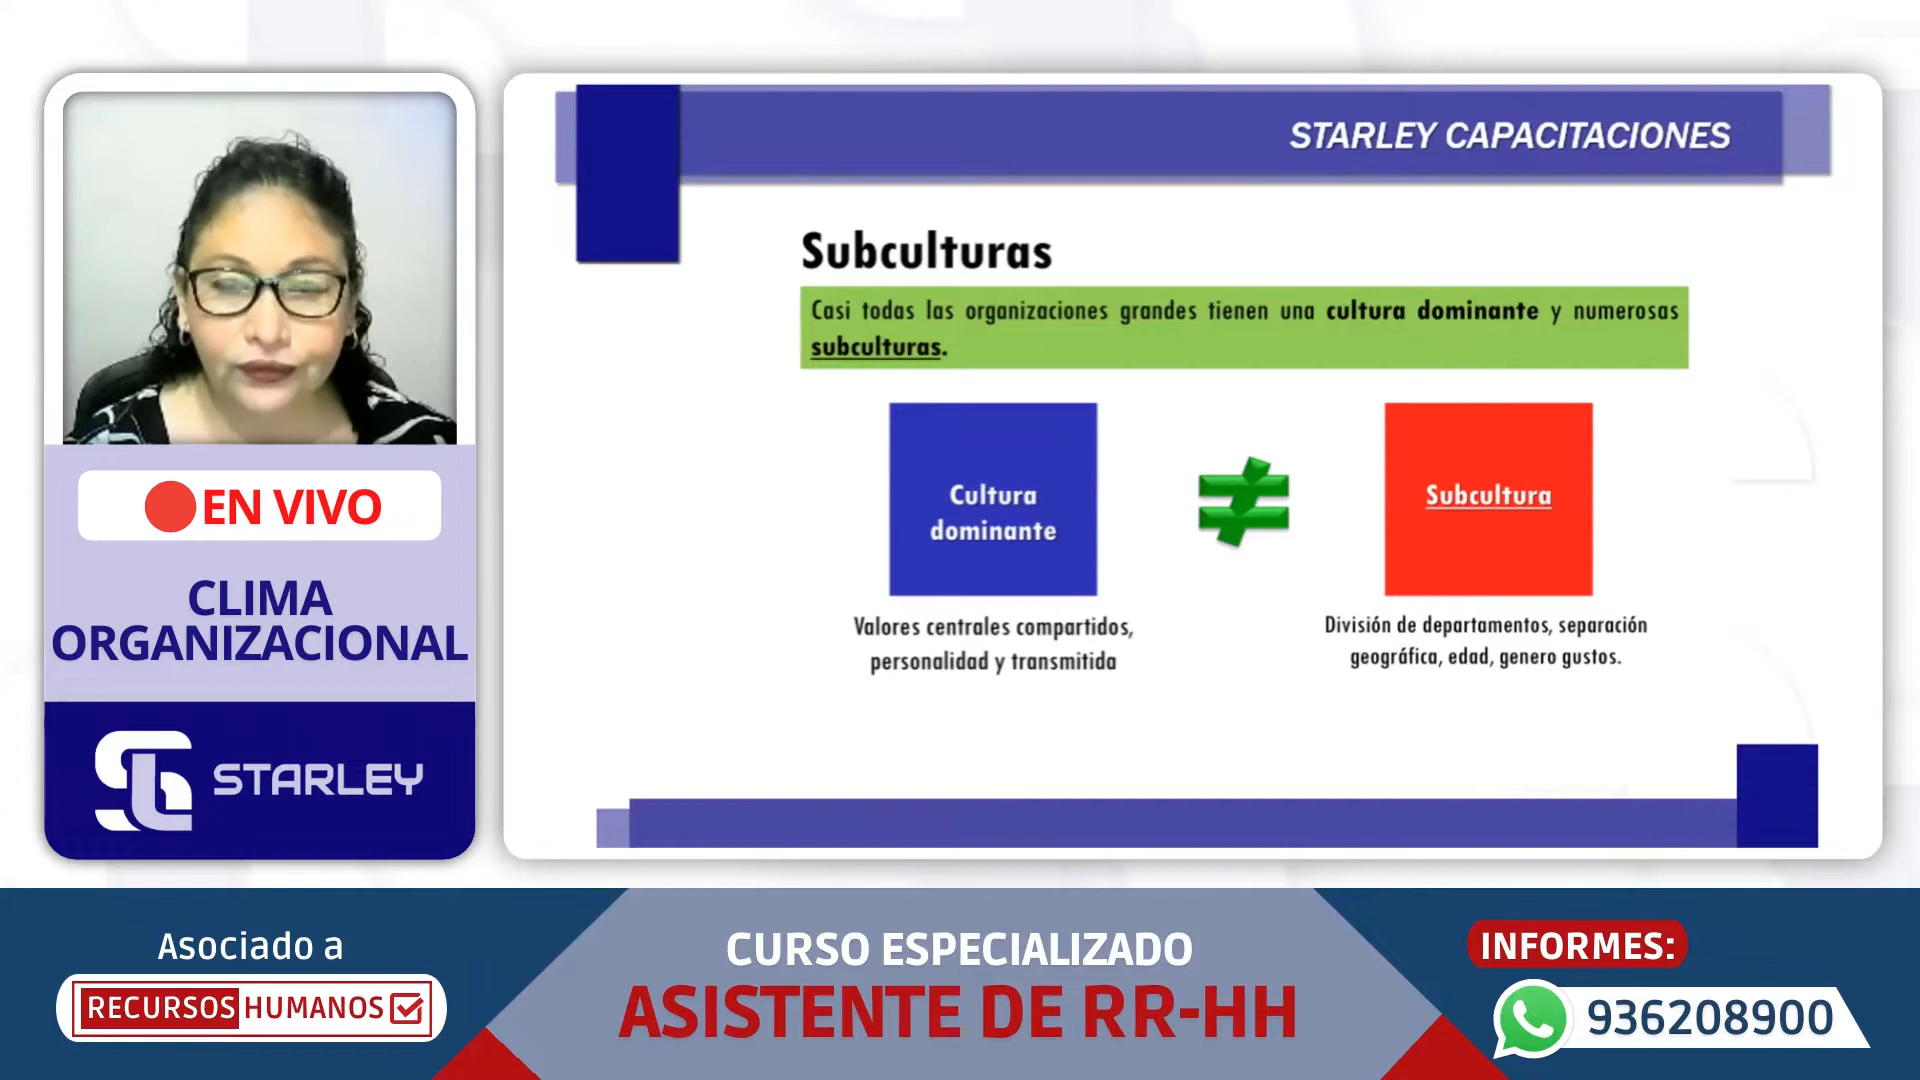 STARLEY CAPACITACIONES
Subculturas
Casi todas las organizaciones grandes tienen una cultura dominante y numerosas
subculturas.
Cultura
dominante
Subcultura
Valores centrales compartidos,
personalidad y transmitida
División de departamentos, separación
geográfica, edad, genero gustos.
EN VIVO
CLIMA
ORGANIZACIONAL
STARLEY
Asociado a
RECURSOS HUMANOS
CURSO ESPECIALIZADO
ASISTENTE DE RR-HH
INFORMES:
936208900